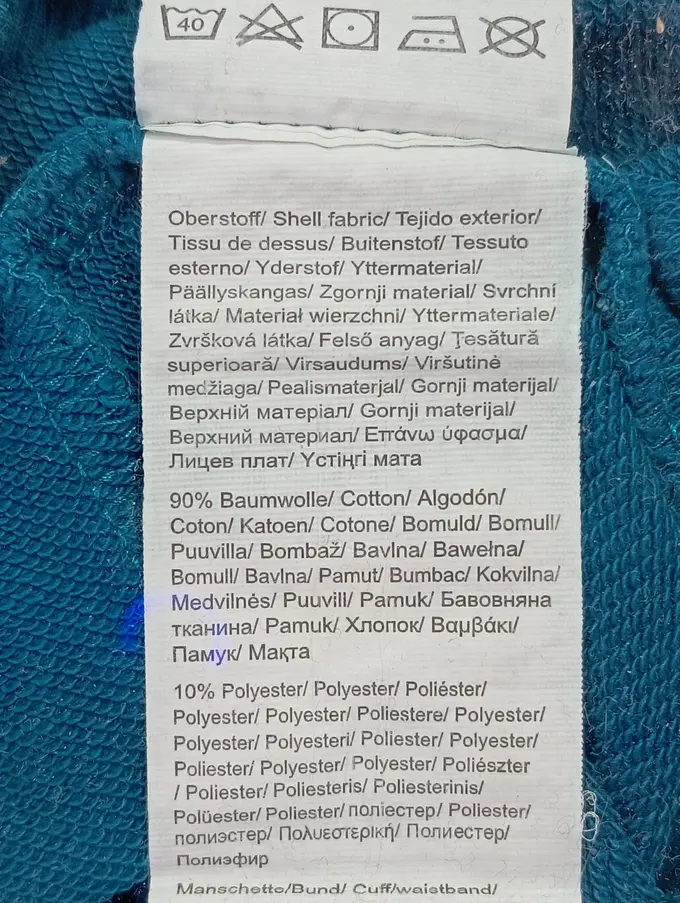 40
Oberstoff/ Shell fabric/ Tejido exterior/
Tissu de dessus/ Buitenstof/ Tessuto
esterno/ Yderstof/ Yttermaterial/
Päällyskangas/ Zgornji material/ Svrchní
látka/ Materiał wierzchni/ Yttermateriale/
Zvršková látka/ Felső anyag/ Ţesătură
superioară/ Virsaudums/ Viršutinė
medžiaga/ Pealismaterjal/ Gornji materijal/
Верхній матеріал/ Gornji materijal/
Верхний материал/ Επάνω ύφασμα/
Лицев плат/ Үстіңгі мата
90% Baumwolle/ Cotton/ Algodón/
Coton/ Katoen/ Cotone/ Bomuld/ Bomull/
Puuvilla/ Bombaž/ Bavlna/ Bawełna/
Bomull/ Bavlna/ Pamut/ Bumbac/ Kokvilna/
Medvilnės/ Puuvill/ Pamuk/ Бавовняна
тканина/ Pamuk/ Хлопок/ Βαμβάκι/
Памук/ Мақта
10% Polyester/ Polyester/ Poliéster/
Polyester/ Polyester/ Poliestere/ Polyester/
Polyester/ Polyesteri/ Poliester/ Polyester/
Poliester/ Polyester/ Polyester/ Poliészter
/ Poliester/ Poliesteris/ Poliesterinis/
Polüester/ Poliester/ поліестер/ Poliester/
полиэстер/ Πολυεστερική/ Полиестер/
Полиэфир
Manschette/Bund/ Cuff/waistband/